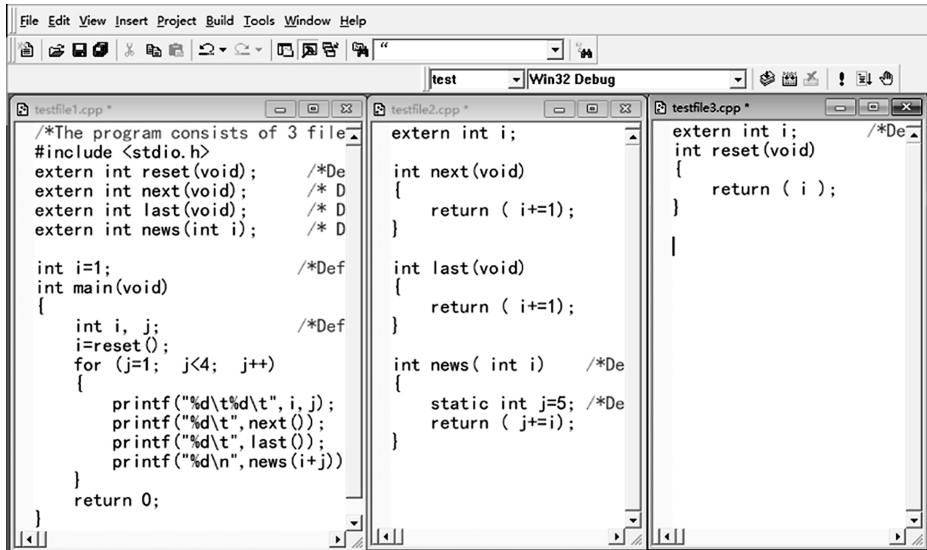 File Edit View Insert Project Build Tools Window Help
“
test Win32 Debug
testfile1.cpp *
/*The program consists of 3 file
#include <stdio.h>
extern int reset(void); /*De
extern int next(void); /* D
extern int last(void); /* D
extern int news(int i); /* D
int i=1; /*Def
int main(void)
{
int i, j; /*Def
i=reset();
for (j=1; j<4; j++)
{
printf("%d\t%d\t",i,j);
printf("%d\t",next());
printf("%d\t",last());
printf("%d\n",news(i+j))
}
return 0;
}
testfile2.cpp *
extern int i;
int next(void)
{
return ( i+=1);
}
int last(void)
{
return ( i+=1);
}
int news( int i) /*De
{
static int j=5; /*De
return ( j+=i);
}
testfile3.cpp *
extern int i; /*De
int reset(void)
{
return ( i );
}